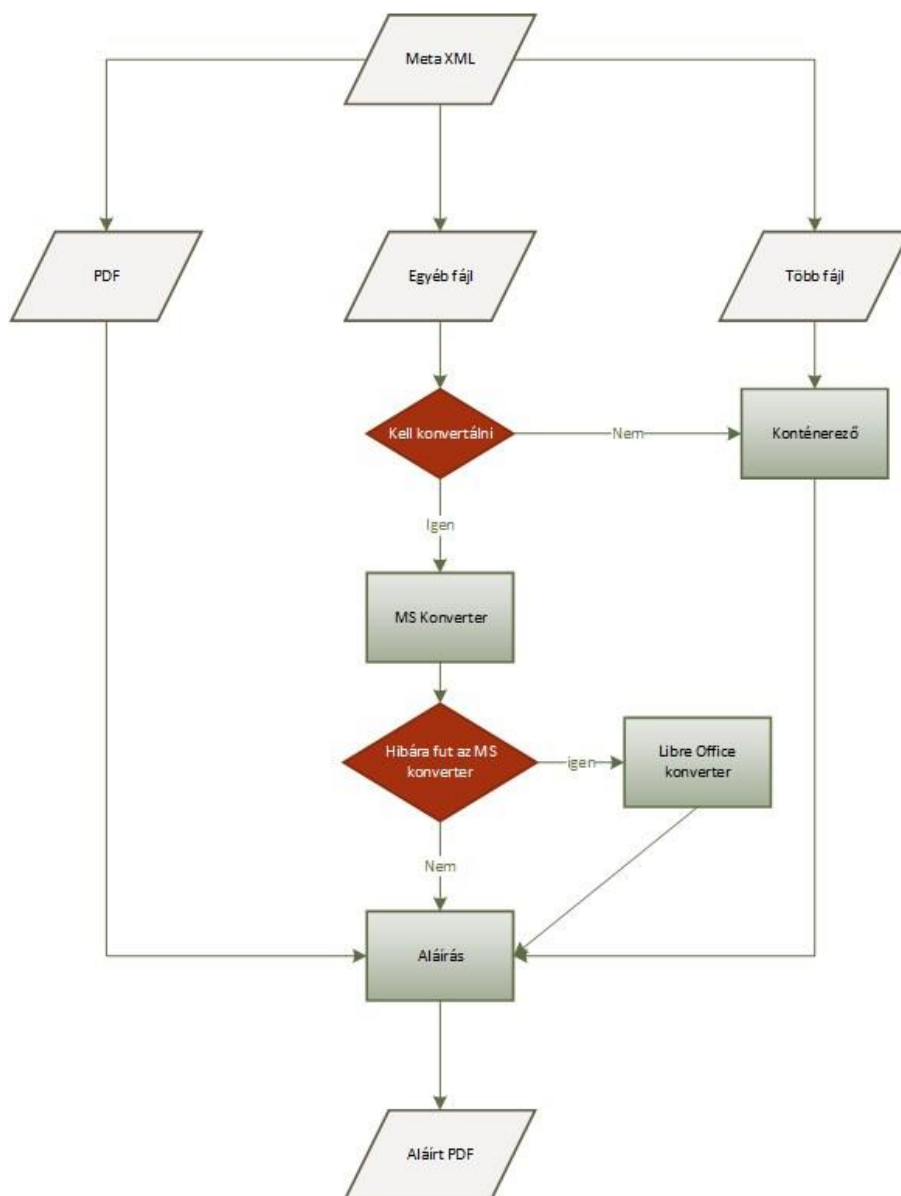 Meta XML
PDF
Egyéb fájl
Több fájl
Kell konvertálni
Nem
Konténerező
Igen
MS Konverter
Hibára fut az MS
konverter
igen
Libre Office
konverter
Nem
Aláírás
Aláírt PDF